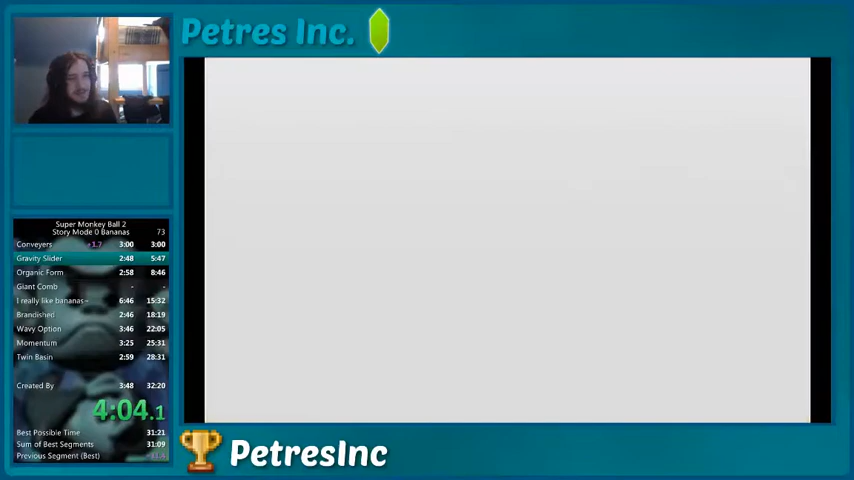 Petres Inc.
Super Monkey Ball 2
Story Mode 0 Bananas 73
Conveyers +1.7 3:00 3:00
Gravity Slider 2:48 5:47
Organic Form 2:58 8:46
Giant Comb - -
I really like bananas~ 6:46 15:32
Brandished 2:46 18:19
Wavy Option 3:46 22:05
Momentum 3:25 25:31
Twin Basin 2:59 28:31
Created By 3:48 32:20
4:04.1
Best Possible Time 31:21
Sum of Best Segments 31:09
Previous Segment (Best)
PetresInc